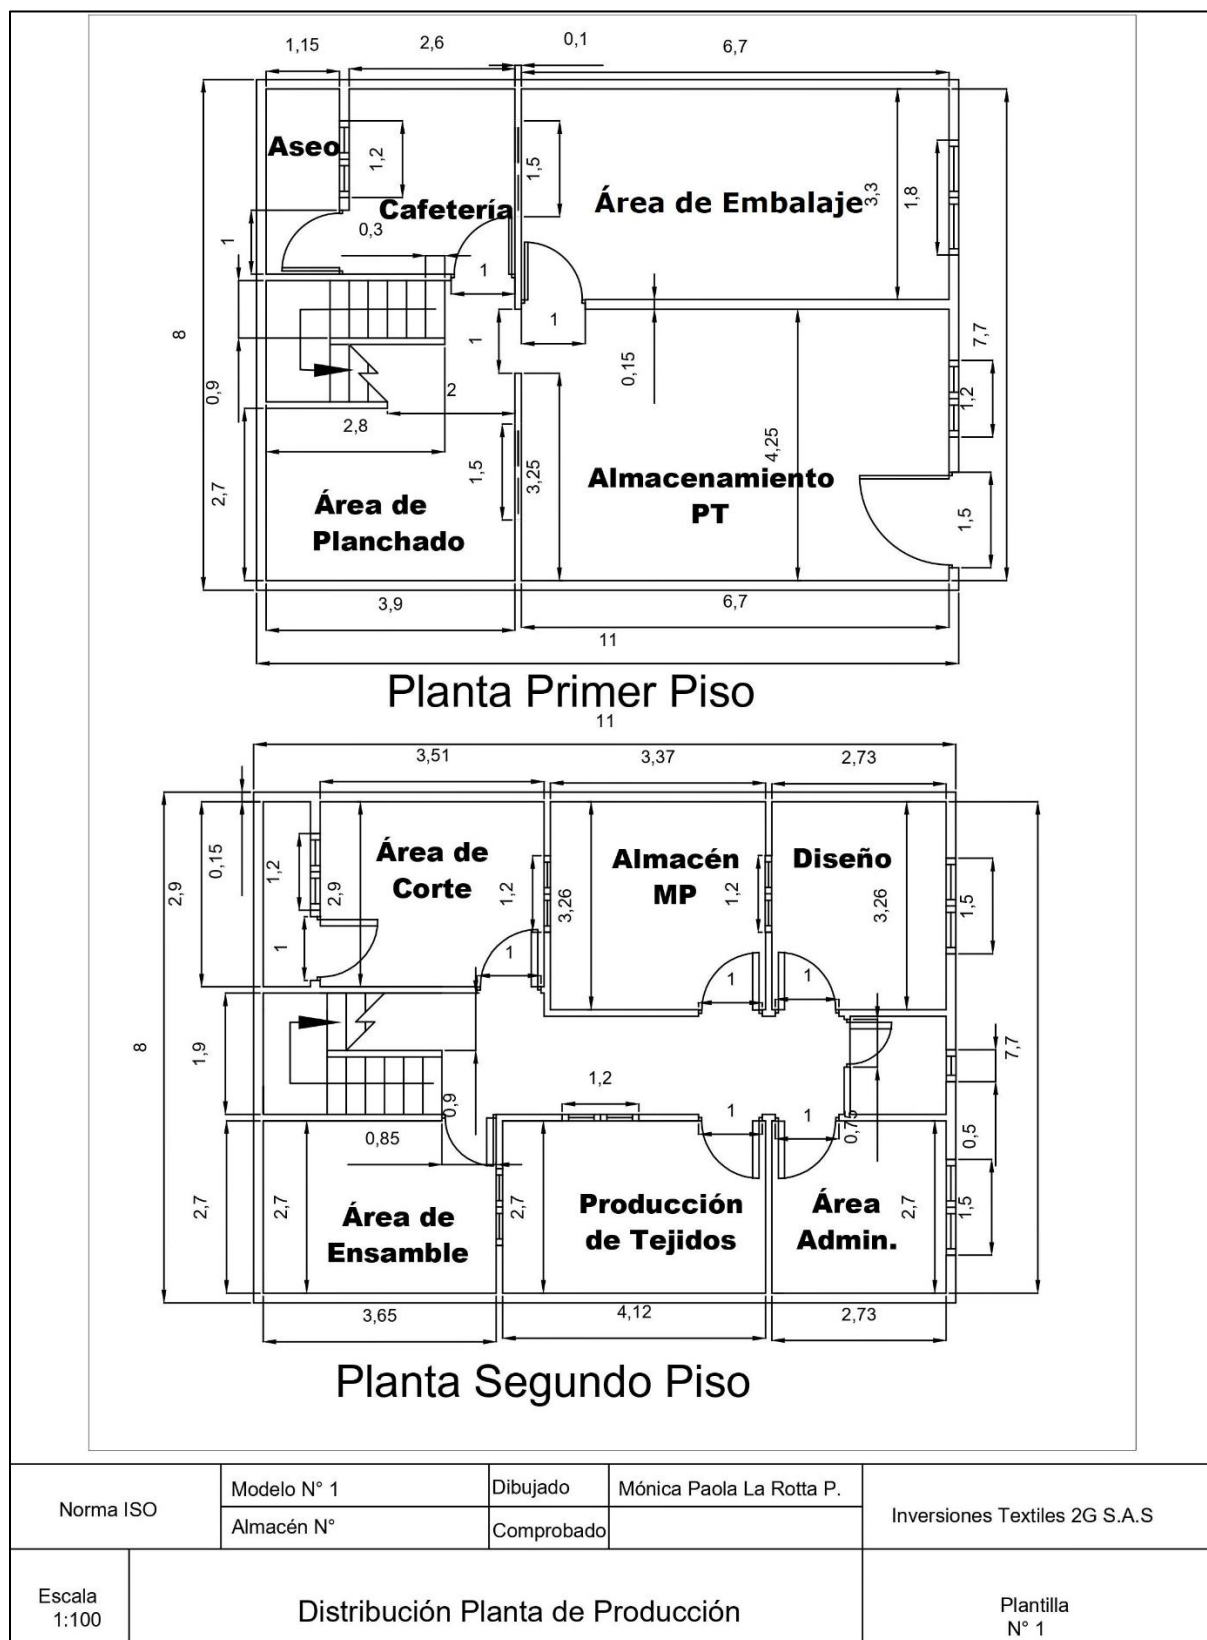 1,15
2,6
0,1
6,7
Aseo
1,2
1,5
Área de Embalaje
3,3
1,8
Cafetería
0,3
1
1
1
1
8
0,9
2
0,15
7,7
1,2
2,8
4,25
1,5
3,25
Almacenamiento
PT
2,7
Área de
Planchado
1,5
3,9
6,7
11
Planta Primer Piso
11
3,51
3,37
2,73
0,15
2,9
1,2
2,9
Área de
Corte
1,2
3,26
Almacén
MP
1,2
Diseño
3,26
1,5
1
1
1
1
8
1,9
7,7
1,2
0,9
1
1
0,85
0,5
2,7
2,7
Área de
Ensamble
2,7
Producción
de Tejidos
Área
Admin.
2,7
1,5
3,65
4,12
2,73
Planta Segundo Piso
Norma ISO
Modelo N° 1
Dibujado
Mónica Paola La Rotta P.
Inversiones Textiles 2G S.A.S
Almacén N°
Comprobado
Escala
1:100
Distribución Planta de Producción
Plantilla
N° 1